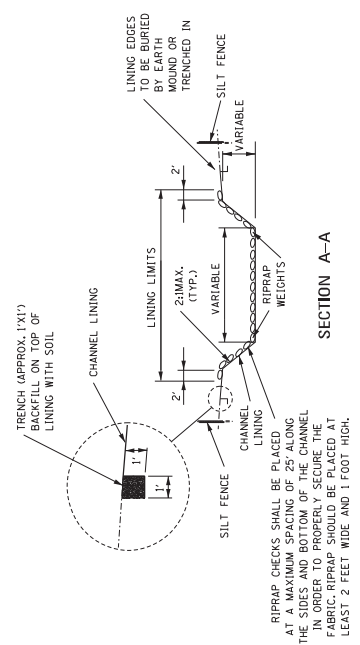 TRENCH (APPROX. 1'X1')
BACKFILL ON TOP OF
LINING WITH SOIL
CHANNEL LINING
1'
1'
LINING EDGES
TO BE BURIED
BY EARTH
MOUND OR
TRENCHED IN
LINING LIMITS
2'
2'
SILT FENCE
2:1MAX.
(TYP.)
VARIABLE
VARIABLE
SILT FENCE
CHANNEL
LINING
RIPRAP
WEIGHTS
RIPRAP CHECKS SHALL BE PLACED
AT A MAXIMUM SPACING OF 25' ALONG
THE SIDES AND BOTTOM OF THE CHANNEL
IN ORDER TO PROPERLY SECURE THE
FABRIC. RIPRAP SHOULD BE PLACED AT
LEAST 2 FEET WIDE AND 1 FOOT HIGH.
SECTION A-A